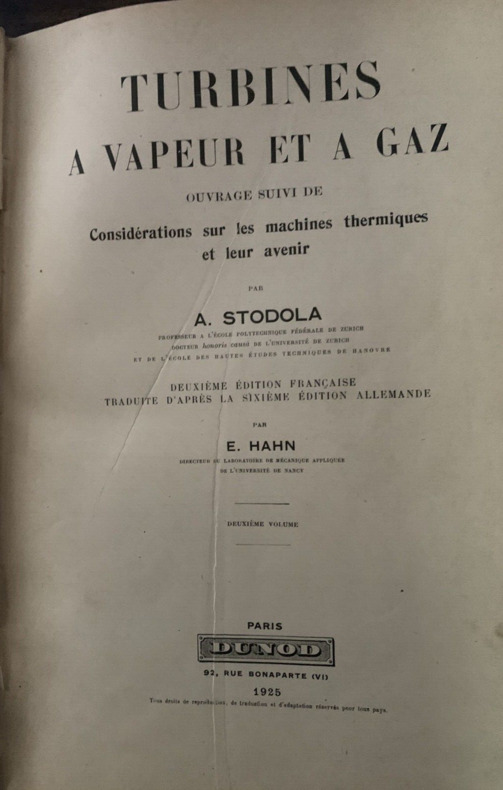 TURBINES
A VAPEUR ET A GAZ
OUVRAGE SUIVI DE
Considérations sur les machines thermiques
et leur avenir
PAR
A. STODOLA
PROFESSEUR A L'ÉCOLE POLYTECHNIQUE FÉDÉRALE DE ZURICH
DOCTEUR honoris causa DE L'UNIVERSITÉ DE ZURICH
ET DE L'ÉCOLE DES HAUTES ÉTUDES TECHNIQUES DE HANOVRE
DEUXIÈME ÉDITION FRANÇAISE
TRADUITE D'APRÈS LA SIXIÈME ÉDITION ALLEMANDE
PAR
E. HAHN
DIRECTEUR DU LABORATOIRE DE MÉCANIQUE APPLIQUÉE
DE L'UNIVERSITÉ DE NANCY
DEUXIÈME VOLUME
PARIS
DUNOD
92, RUE BONAPARTE (VI)
1925
Tous droits de reproduction, de traduction et d'adaptation réservés pour tous pays.